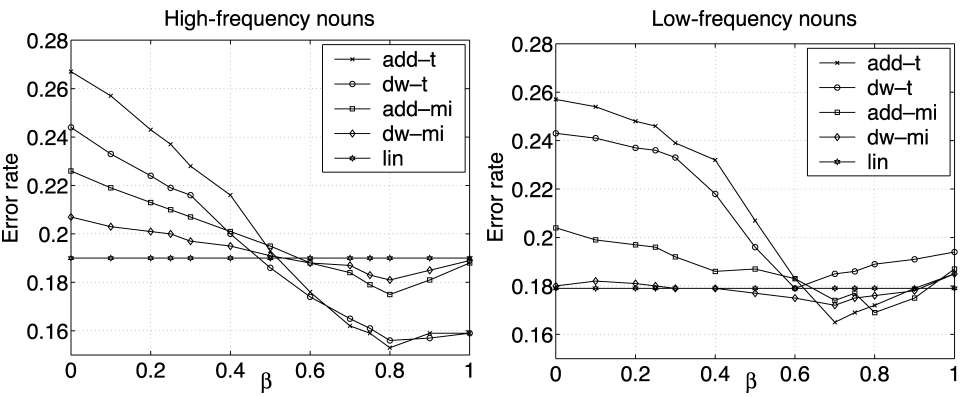 High-frequency nouns
0.28
0.26
0.24
0.22
0.2
0.18
0.16
Error rate
add–t
dw–t
add–mi
dw–mi
lin
0 0.2 0.4 0.6 0.8 1
β
Low-frequency nouns
0.28
0.26
0.24
0.22
0.2
0.18
0.16
Error rate
add–t
dw–t
add–mi
dw–mi
lin
0 0.2 0.4 0.6 0.8 1
β